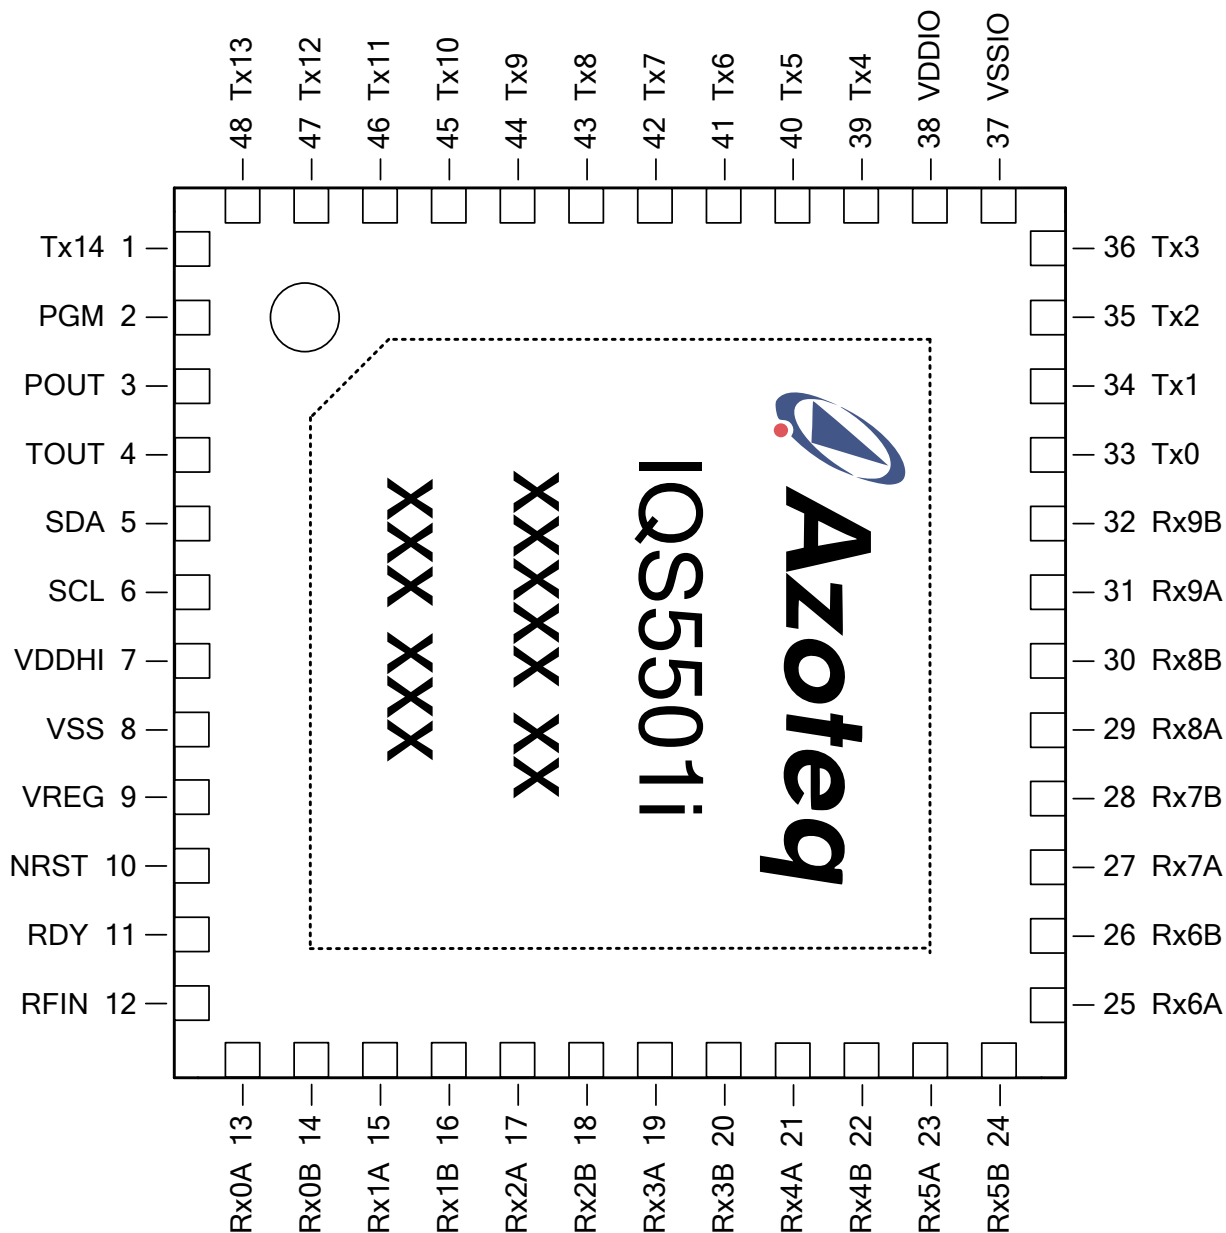 48 Tx13
47 Tx12
46 Tx11
45 Tx10
44 Tx9
43 Tx8
42 Tx7
41 Tx6
40 Tx5
39 Tx4
38 VDDIO
37 VSSIO
Tx14 1
PGM 2
POUT 3
TOUT 4
SDA 5
SCL 6
VDDHI 7
VSS 8
VREG 9
NRST 10
RDY 11
RFIN 12
Azoteq
IQS5501i
XXXXX XX
XXX XXX
36 Tx3
35 Tx2
34 Tx1
33 Tx0
32 Rx9B
31 Rx9A
30 Rx8B
29 Rx8A
28 Rx7B
27 Rx7A
26 Rx6B
25 Rx6A
Rx0A 13
Rx0B 14
Rx1A 15
Rx1B 16
Rx2A 17
Rx2B 18
Rx3A 19
Rx3B 20
Rx4A 21
Rx4B 22
Rx5A 23
Rx5B 24